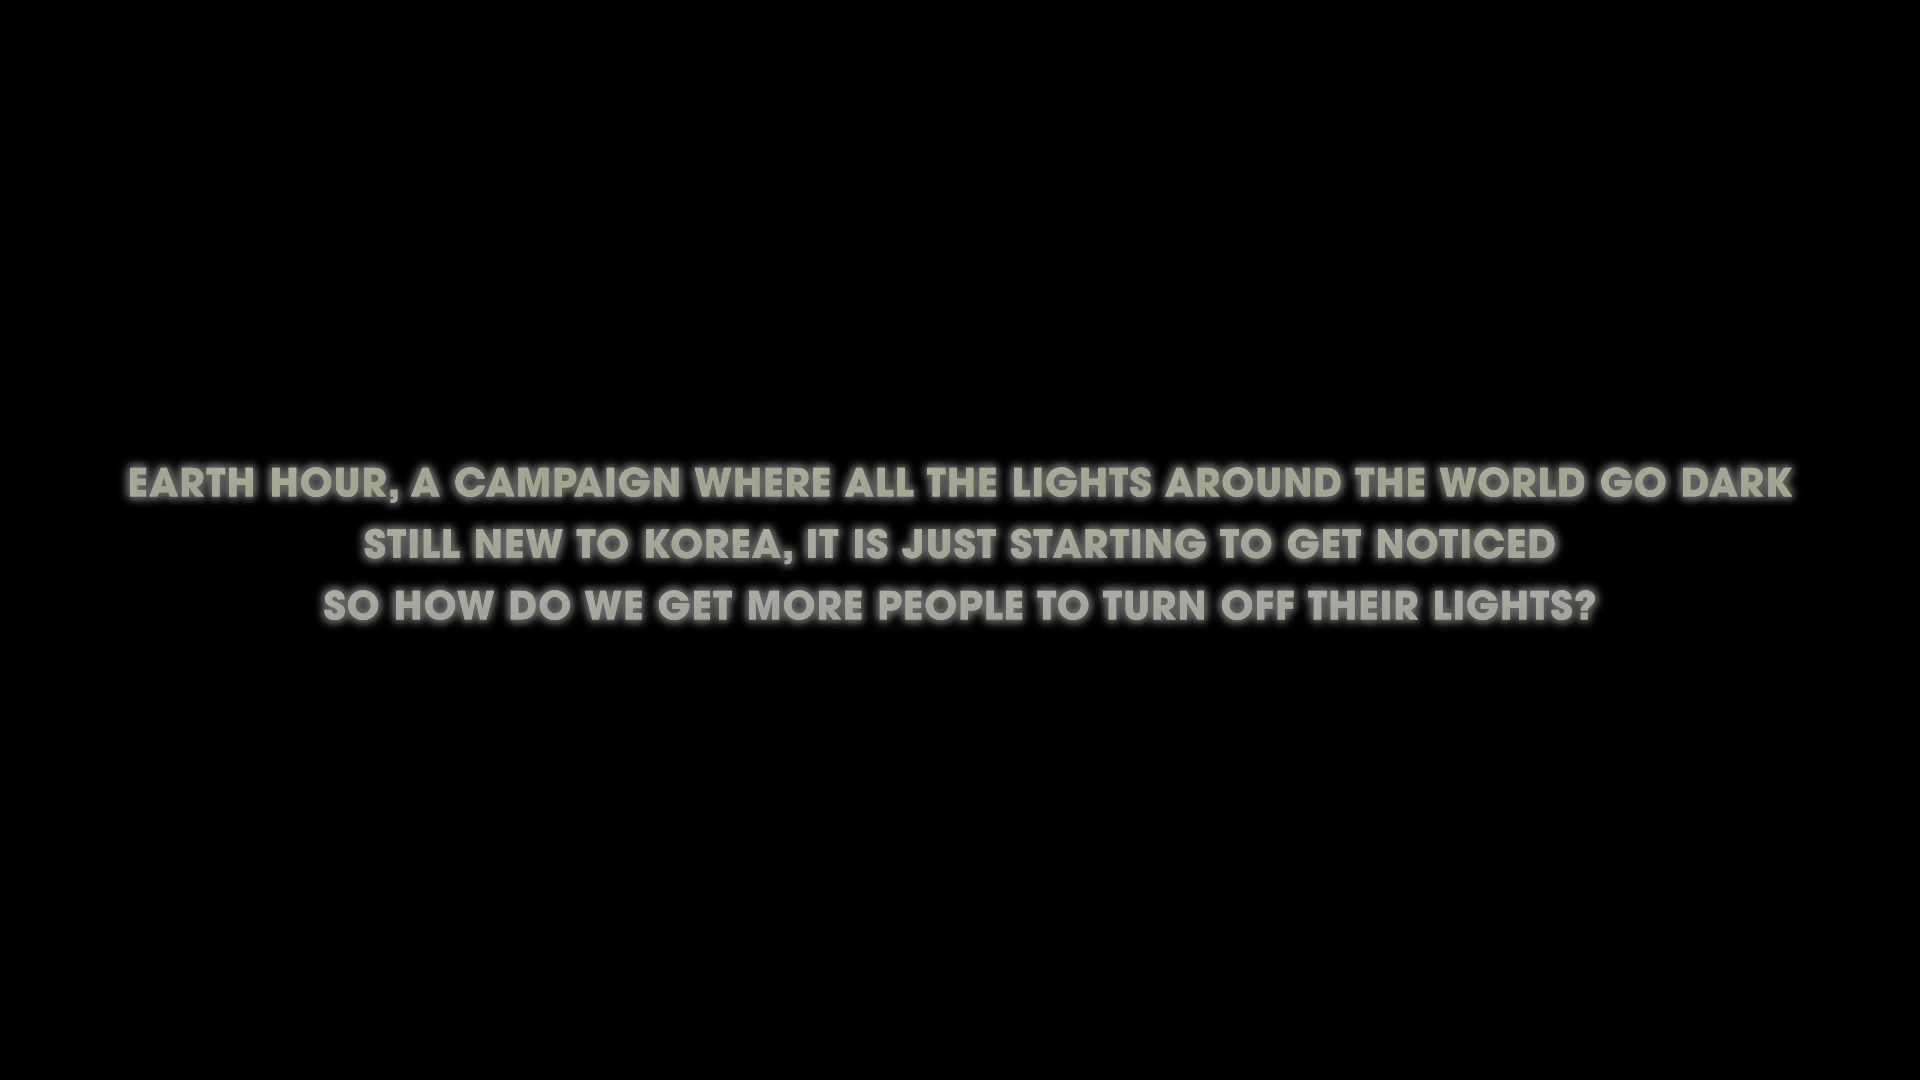 EARTH HOUR, A CAMPAIGN WHERE ALL THE LIGHTS AROUND THE WORLD GO DARK
STILL NEW TO KOREA, IT IS JUST STARTING TO GET NOTICED
SO HOW DO WE GET MORE PEOPLE TO TURN OFF THEIR LIGHTS?